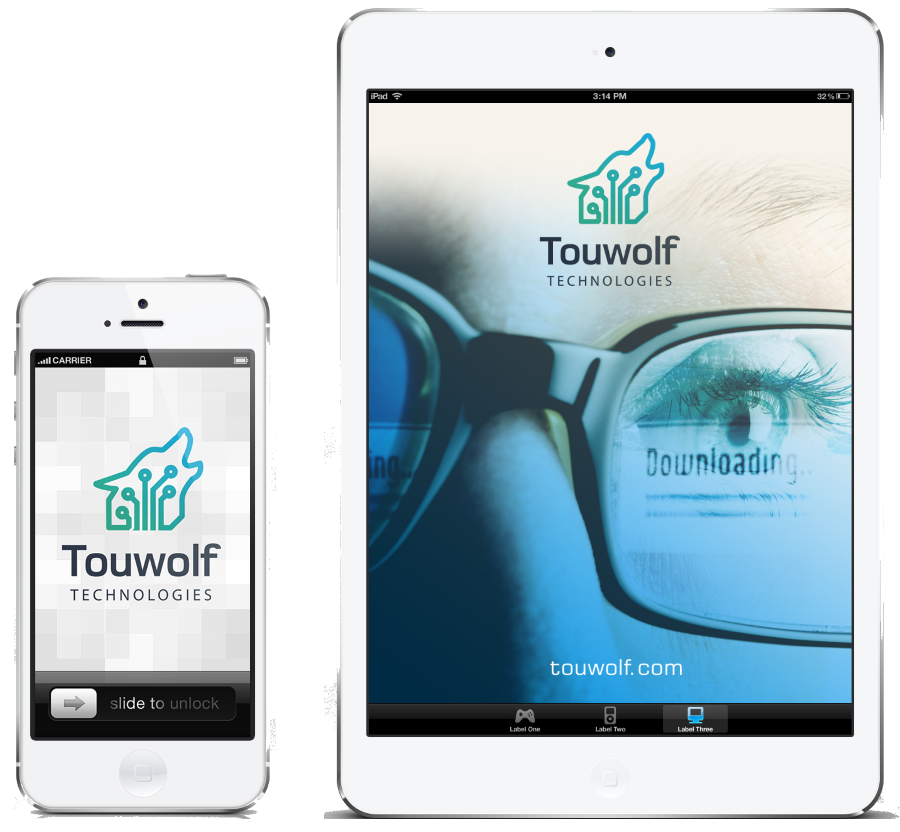 CARRIER
Touwolf
TECHNOLOGIES
slide to unlock
iPad
3:14 PM
32 %
Touwolf
TECHNOLOGIES
ing..
Downloading..
touwolf.com
Label One
Label Two
Label Three